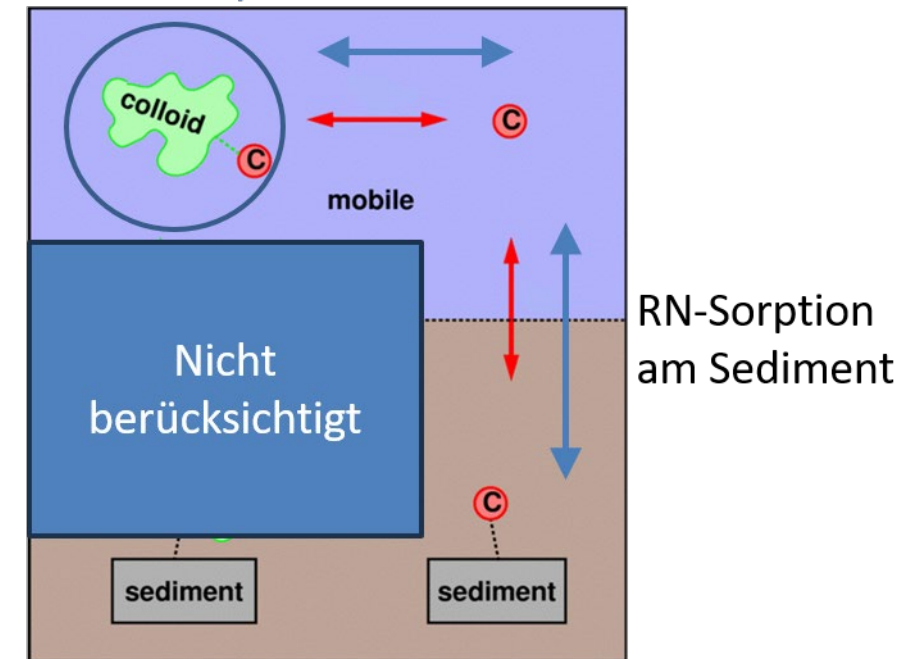 colloid
C
C
mobile
Nicht
berücksichtigt
RN-Sorption
am Sediment
C
sediment
sediment